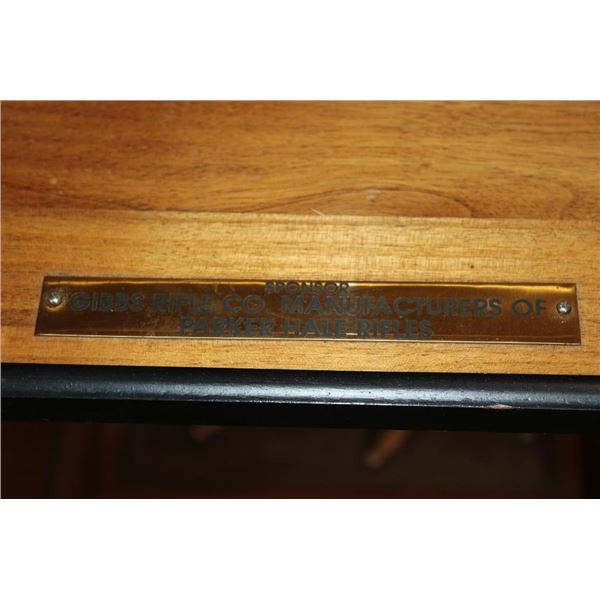 SPONSOR
GIBBS RIFLE CO. MANUFACTURERS OF
PARKER HALE RIFLES